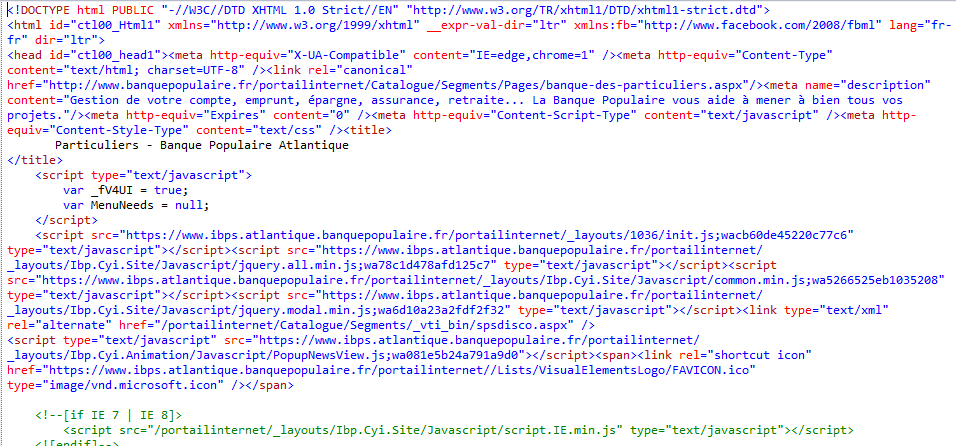 <!DOCTYPE html PUBLIC "-//W3C//DTD XHTML 1.0 Strict//EN" "http://www.w3.org/TR/xhtml1/DTD/xhtml1-strict.dtd">
<html id="ctl00_Html1" xmlns="http://www.w3.org/1999/xhtml" __expr-val-dir="ltr" xmlns:fb="http://www.facebook.com/2008/fbml" lang="fr-
fr" dir="ltr">
<head id="ctl00_head1"><meta http-equiv="X-UA-Compatible" content="IE=edge,chrome=1" /><meta http-equiv="Content-Type"
content="text/html; charset=UTF-8" /><link rel="canonical"
href="http://www.banquepopulaire.fr/portailinternet/Catalogue/Segments/Pages/banque-des-particuliers.aspx"/><meta name="description"
content="Gestion de votre compte, emprunt, épargne, assurance, retraite... La Banque Populaire vous aide à mener à bien tous vos
projets."/><meta http-equiv="Expires" content="0" /><meta http-equiv="Content-Script-Type" content="text/javascript" /><meta http-
equiv="Content-Style-Type" content="text/css" /><title>
Particuliers - Banque Populaire Atlantique
</title>
<script type="text/javascript">
var _fV4UI = true;
var MenuNeeds = null;
</script>
<script src="https://www.ibps.atlantique.banquepopulaire.fr/portailinternet/_layouts/1036/init.js;wacb60de45220c77c6"
type="text/javascript"></script><script src="https://www.ibps.atlantique.banquepopulaire.fr/portailinternet/
_layouts/Ibp.Cyi.Site/Javascript/jquery.all.min.js;wa78c1d478afd125c7" type="text/javascript"></script><script
src="https://www.ibps.atlantique.banquepopulaire.fr/portailinternet/_layouts/Ibp.Cyi.Site/Javascript/common.min.js;wa5266525eb1035208"
type="text/javascript"></script><script src="https://www.ibps.atlantique.banquepopulaire.fr/portailinternet/
_layouts/Ibp.Cyi.Site/Javascript/jquery.modal.min.js;wa6d10a23a2fdf2f32" type="text/javascript"></script><link type="text/xml"
rel="alternate" href="/portailinternet/Catalogue/Segments/_vti_bin/spsdisco.aspx" />
<script type="text/javascript" src="https://www.ibps.atlantique.banquepopulaire.fr/portailinternet/
_layouts/Ibp.Cyi.Animation/Javascript/PopupNewsView.js;wa081e5b24a791a9d0"></script><span><link rel="shortcut icon"
href="https://www.ibps.atlantique.banquepopulaire.fr/portailinternet//Lists/VisualElementsLogo/FAVICON.ico"
type="image/vnd.microsoft.icon" /></span>
<!--[if IE 7 | IE 8]>
<script src="/portailinternet/_layouts/Ibp.Cyi.Site/Javascript/script.IE.min.js" type="text/javascript"></script>
<![endif]-->